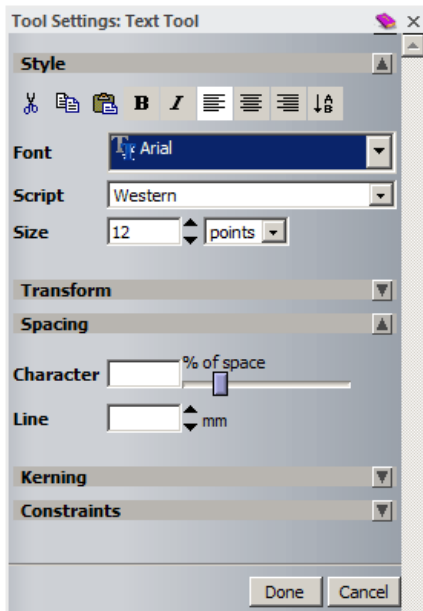 Tool Settings: Text Tool
Style
B I A B
Font Arial
Script Western
Size 12 points
Transform
Spacing
Character % of space
Line mm
Kerning
Constraints
Done Cancel